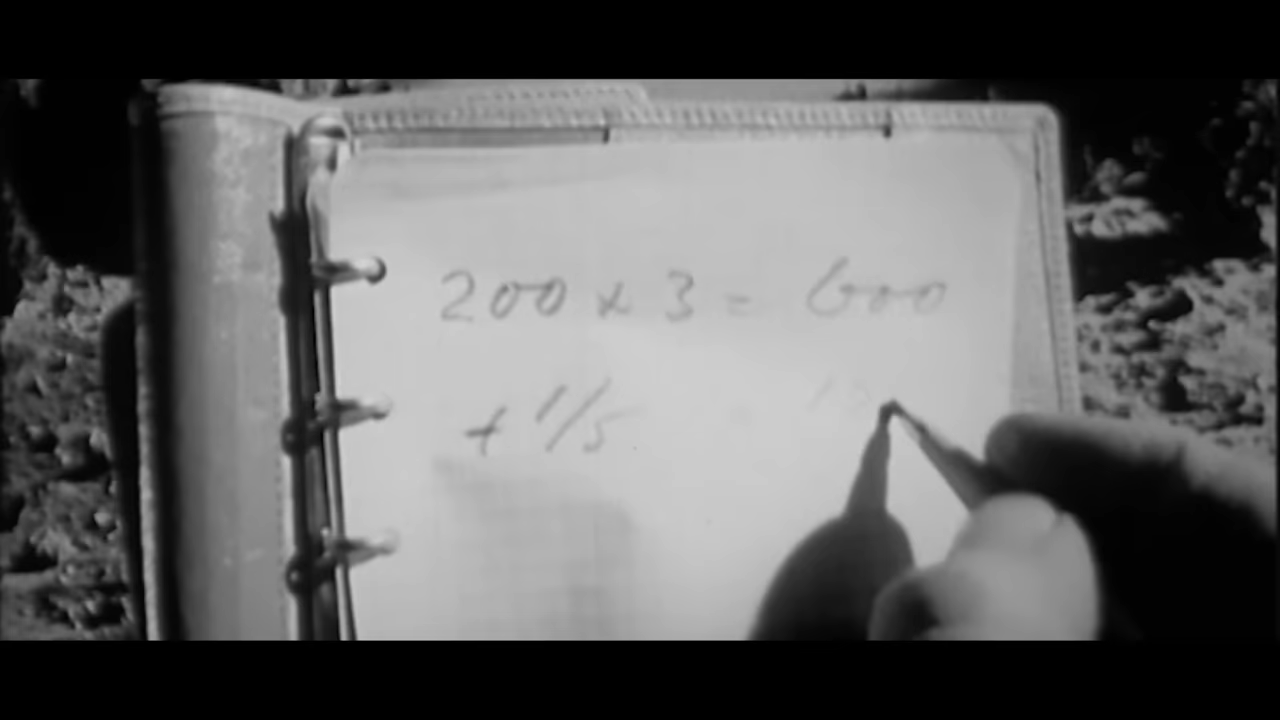 200 x 3 = 600
+ 1/5 =